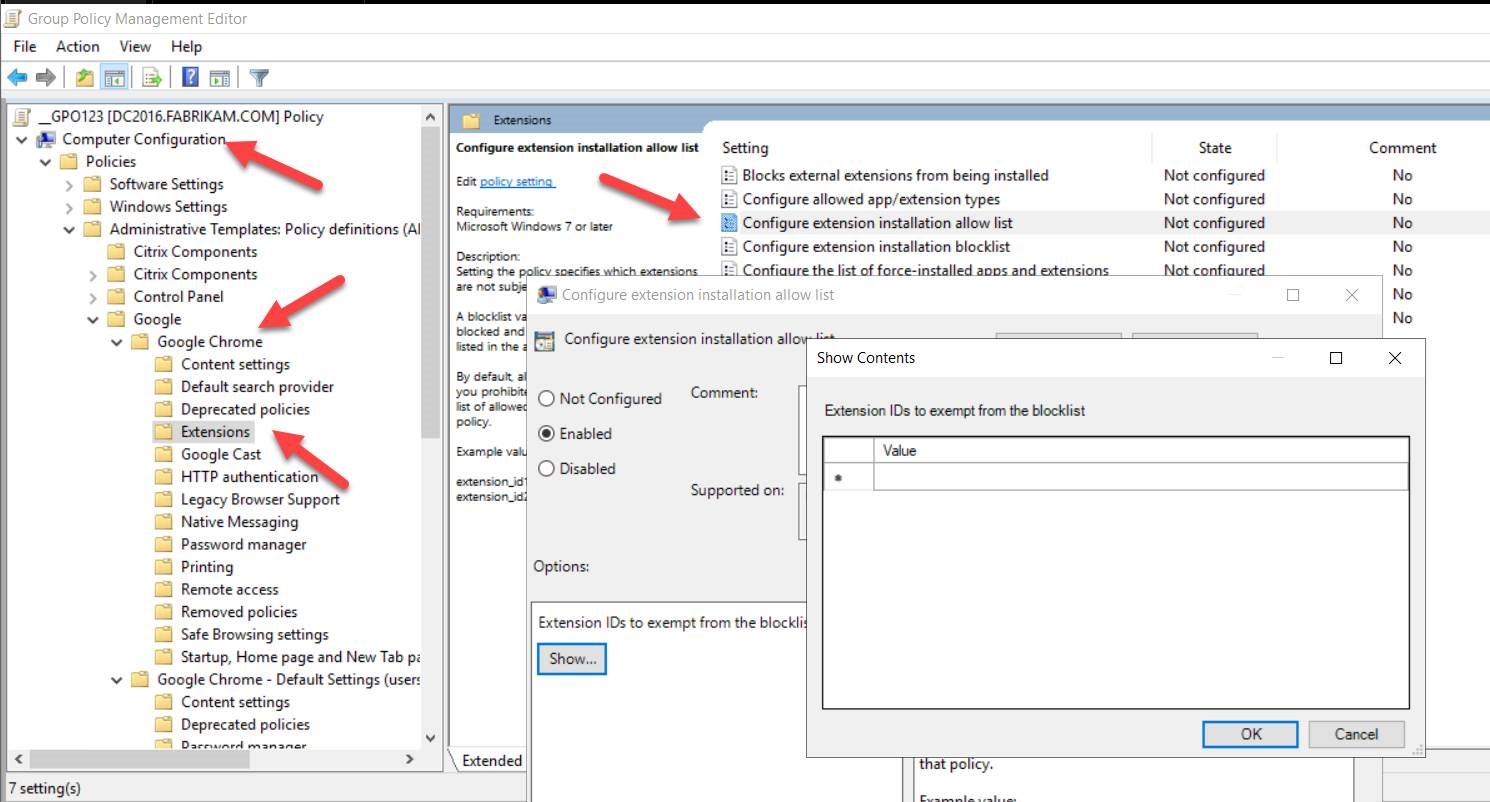 Group Policy Management Editor
File Action View Help
__GPO123 [DC2016.FABRIKAM.COM] Policy
Computer Configuration
Policies
Software Settings
Windows Settings
Administrative Templates: Policy definitions (A
Citrix Components
Citrix Components
Control Panel
Google
Google Chrome
Content settings
Default search provider
Deprecated policies
Extensions
Google Cast
HTTP authentication
Legacy Browser Support
Native Messaging
Password manager
Printing
Remote access
Removed policies
Safe Browsing settings
Startup, Home page and New Tab pa
Google Chrome - Default Settings (users
Content settings
Deprecated policies
Password manager
7 setting(s)
Extensions
Configure extension installation allow list
Edit policy setting
Requirements:
Microsoft Windows 7 or later
Description:
Setting the policy specifies which extensions
are not subje
A blocklist va
blocked and
listed in the a
By default, al
you prohibite
list of allowed
policy.
Example valu
extension_id1
extension_id2
Extended
Setting State Comment
Blocks external extensions from being installed Not configured No
Configure allowed app/extension types Not configured No
Configure extension installation allow list Not configured No
Configure extension installation blocklist Not configured No
Configure the list of force-installed apps and extensions Not configured No
No
No
Configure extension installation allow list
Configure extension installation allow list
Not Configured
Enabled
Disabled
Comment:
Supported on:
Options:
Extension IDs to exempt from the blocklis
Show...
that policy.
Example value:
Show Contents
Extension IDs to exempt from the blocklist
Value
OK Cancel